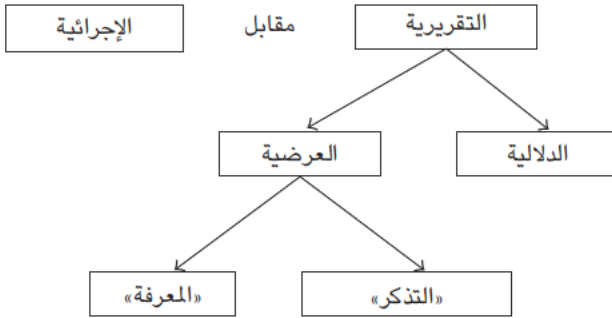 التقريرية مقابل الإجرائية
الدلالية العرضية
«التذكر» «المعرفة»